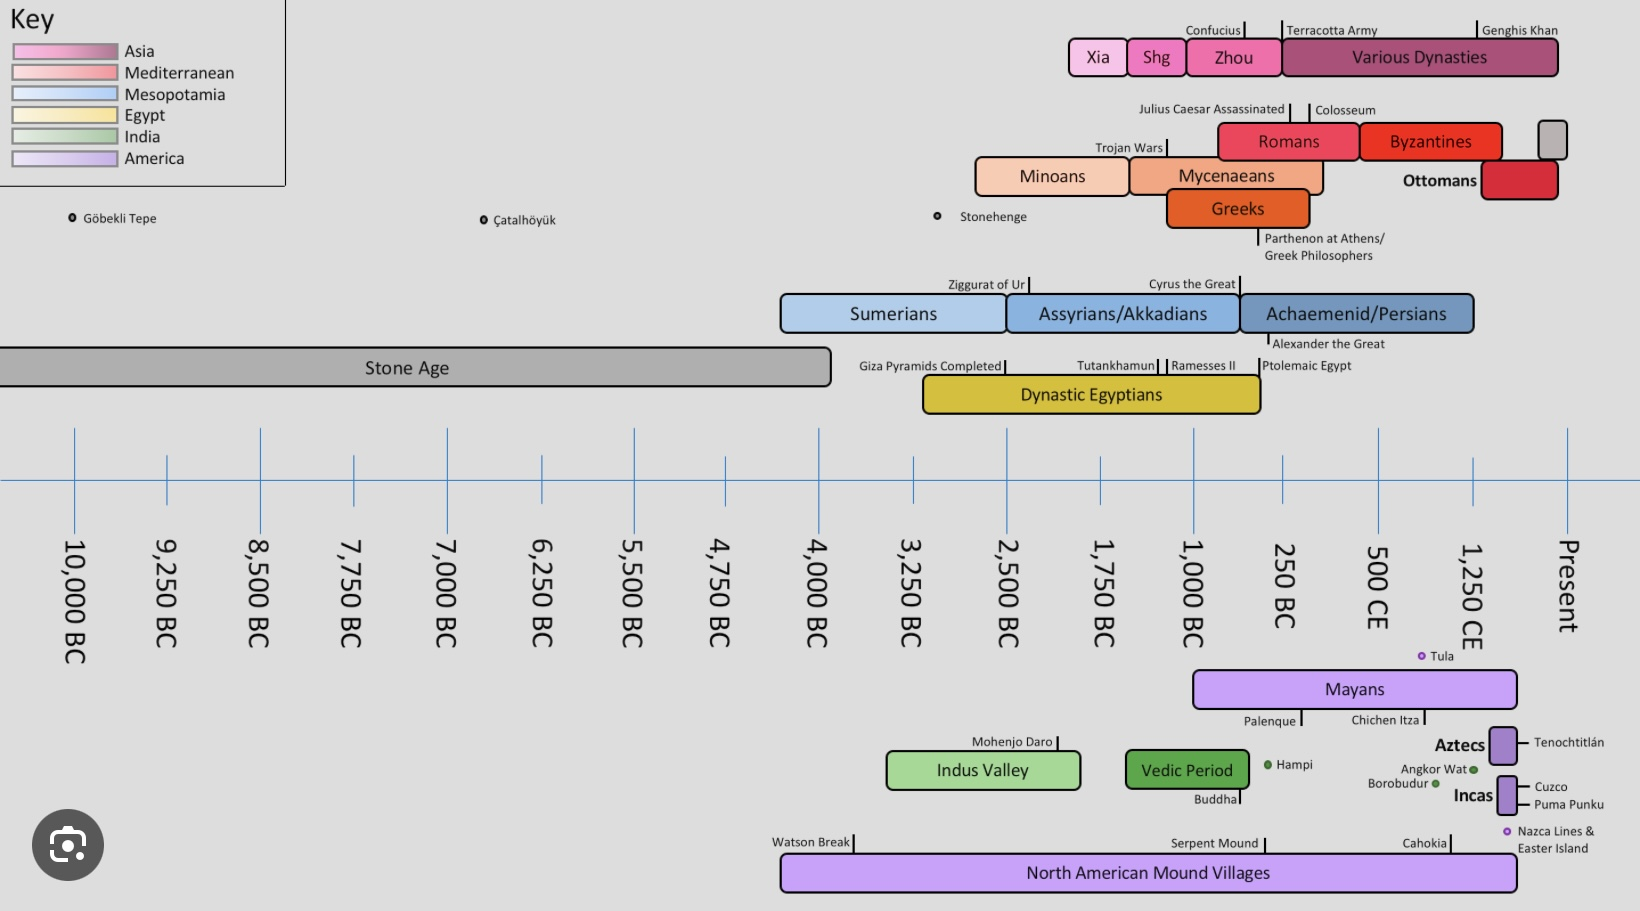 Key
Asia
Mediterranean
Mesopotamia
Egypt
India
America
Confucius
Terracotta Army
Genghis Khan
Xia
Shg
Zhou
Various Dynasties
Julius Caesar Assassinated
Colosseum
Romans
Byzantines
Trojan Wars
Minoans
Mycenaeans
Ottomans
Greeks
Göbekli Tepe
Çatalhöyük
Stonehenge
Parthenon at Athens/
Greek Philosophers
Ziggurat of Ur
Cyrus the Great
Sumerians
Assyrians/Akkadians
Achaemenid/Persians
Alexander the Great
Stone Age
Giza Pyramids Completed
Tutankhamun
Ramesses II
Ptolemaic Egypt
Dynastic Egyptians
10,000 BC
9,250 BC
8,5000 BC
7,750 BC
7,000 BC
6,250 BC
5,500 BC
4,750 BC
4,000 BC
3,250 BC
2,500 BC
1,750 BC
1,000 BC
250 BC
500 CE
1,250 CE
Present
Tula
Mayans
Palenque
Chichen Itza
Aztecs
Tenochtitlán
Mohenjo Daro
Indus Valley
Vedic Period
Hampi
Angkor Wat
Borobudur
Incas
Cuzco
Puma Punku
Buddha
Nazca Lines &
Easter Island
Watson Break
Serpent Mound
Cahokia
North American Mound Villages